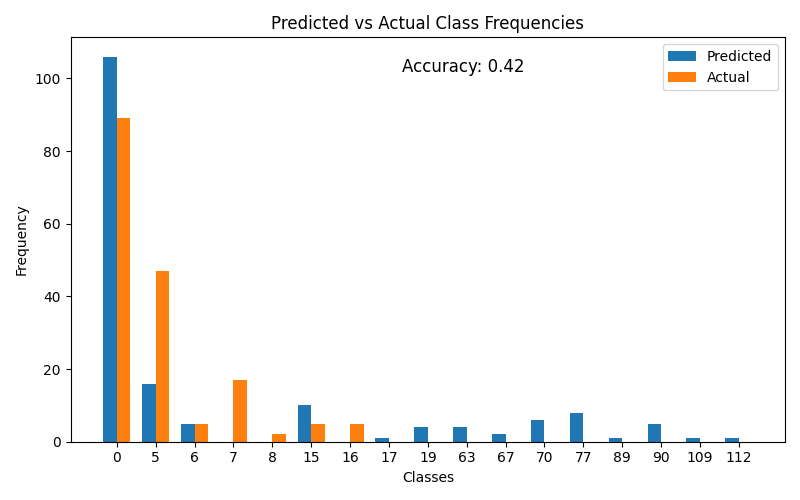 Predicted vs Actual Class Frequencies
Accuracy: 0.42
Predicted
Actual
Frequency
100
80
60
40
20
0
0 5 6 7 8 15 16 17 19 63 67 70 77 89 90 109 112
Classes